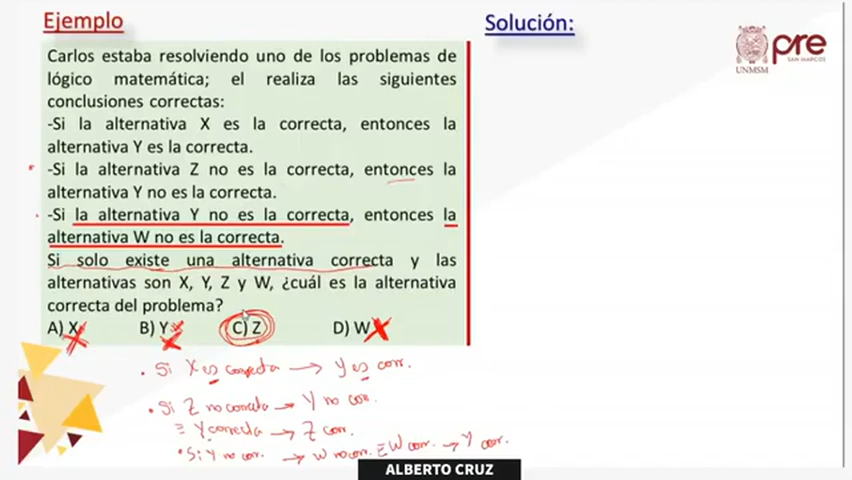 Ejemplo
Solución:
UNMSM
pre
SAN MARCOS
Carlos estaba resolviendo uno de los problemas de
lógico matemática; el realiza las siguientes
conclusiones correctas:
-Si la alternativa X es la correcta, entonces la
alternativa Y es la correcta.
-Si la alternativa Z no es la correcta, entonces la
alternativa Y no es la correcta.
-Si la alternativa Y no es la correcta, entonces la
alternativa W no es la correcta.
Si solo existe una alternativa correcta y las
alternativas son X, Y, Z y W, ¿cuál es la alternativa
correcta del problema?
A) X B) Y C) Z D) W
• Si X es correcta → Y es corr.
• Si Z no correcta → Y no cor.
≡ Y correcta → Z corr.
• Si Y no cor. → W no cor. ≡ W corr. → Y corr.
ALBERTO CRUZ